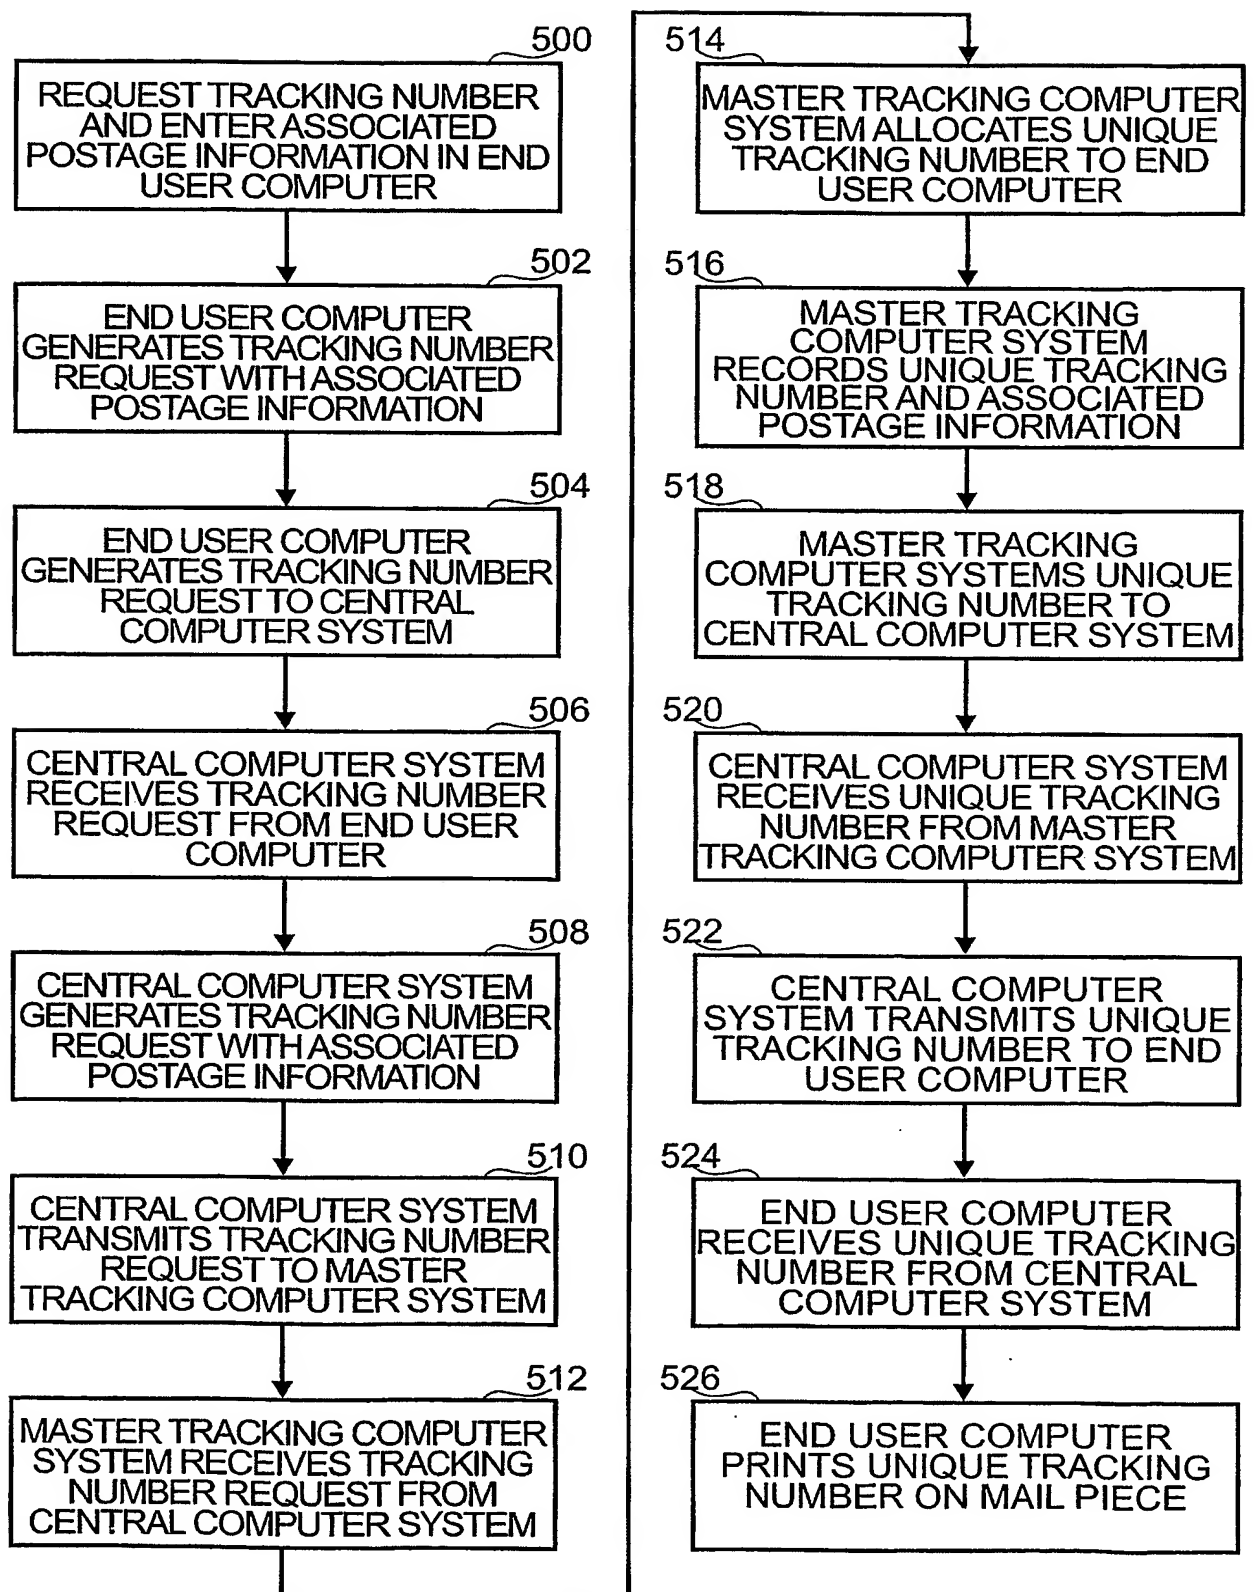 500
REQUEST TRACKING NUMBER
AND ENTER ASSOCIATED
POSTAGE INFORMATION IN END
USER COMPUTER
502
END USER COMPUTER
GENERATES TRACKING NUMBER
REQUEST WITH ASSOCIATED
POSTAGE INFORMATION
504
END USER COMPUTER
GENERATES TRACKING NUMBER
REQUEST TO CENTRAL
COMPUTER SYSTEM
506
CENTRAL COMPUTER SYSTEM
RECEIVES TRACKING NUMBER
REQUEST FROM END USER
COMPUTER
508
CENTRAL COMPUTER SYSTEM
GENERATES TRACKING NUMBER
REQUEST WITH ASSOCIATED
POSTAGE INFORMATION
510
CENTRAL COMPUTER SYSTEM
TRANSMITS TRACKING NUMBER
REQUEST TO MASTER
TRACKING COMPUTER SYSTEM
512
MASTER TRACKING COMPUTER
SYSTEM RECEIVES TRACKING
NUMBER REQUEST FROM
CENTRAL COMPUTER SYSTEM
514
MASTER TRACKING COMPUTER
SYSTEM ALLOCATES UNIQUE
TRACKING NUMBER TO END
USER COMPUTER
516
MASTER TRACKING
COMPUTER SYSTEM
RECORDS UNIQUE TRACKING
NUMBER AND ASSOCIATED
POSTAGE INFORMATION
518
MASTER TRACKING
COMPUTER SYSTEMS UNIQUE
TRACKING NUMBER TO
CENTRAL COMPUTER SYSTEM
520
CENTRAL COMPUTER SYSTEM
RECEIVES UNIQUE TRACKING
NUMBER FROM MASTER
TRACKING COMPUTER SYSTEM
522
CENTRAL COMPUTER
SYSTEM TRANSMITS UNIQUE
TRACKING NUMBER TO END
USER COMPUTER
524
END USER COMPUTER
RECEIVES UNIQUE TRACKING
NUMBER FROM CENTRAL
COMPUTER SYSTEM
526
END USER COMPUTER
PRINTS UNIQUE TRACKING
NUMBER ON MAIL PIECE